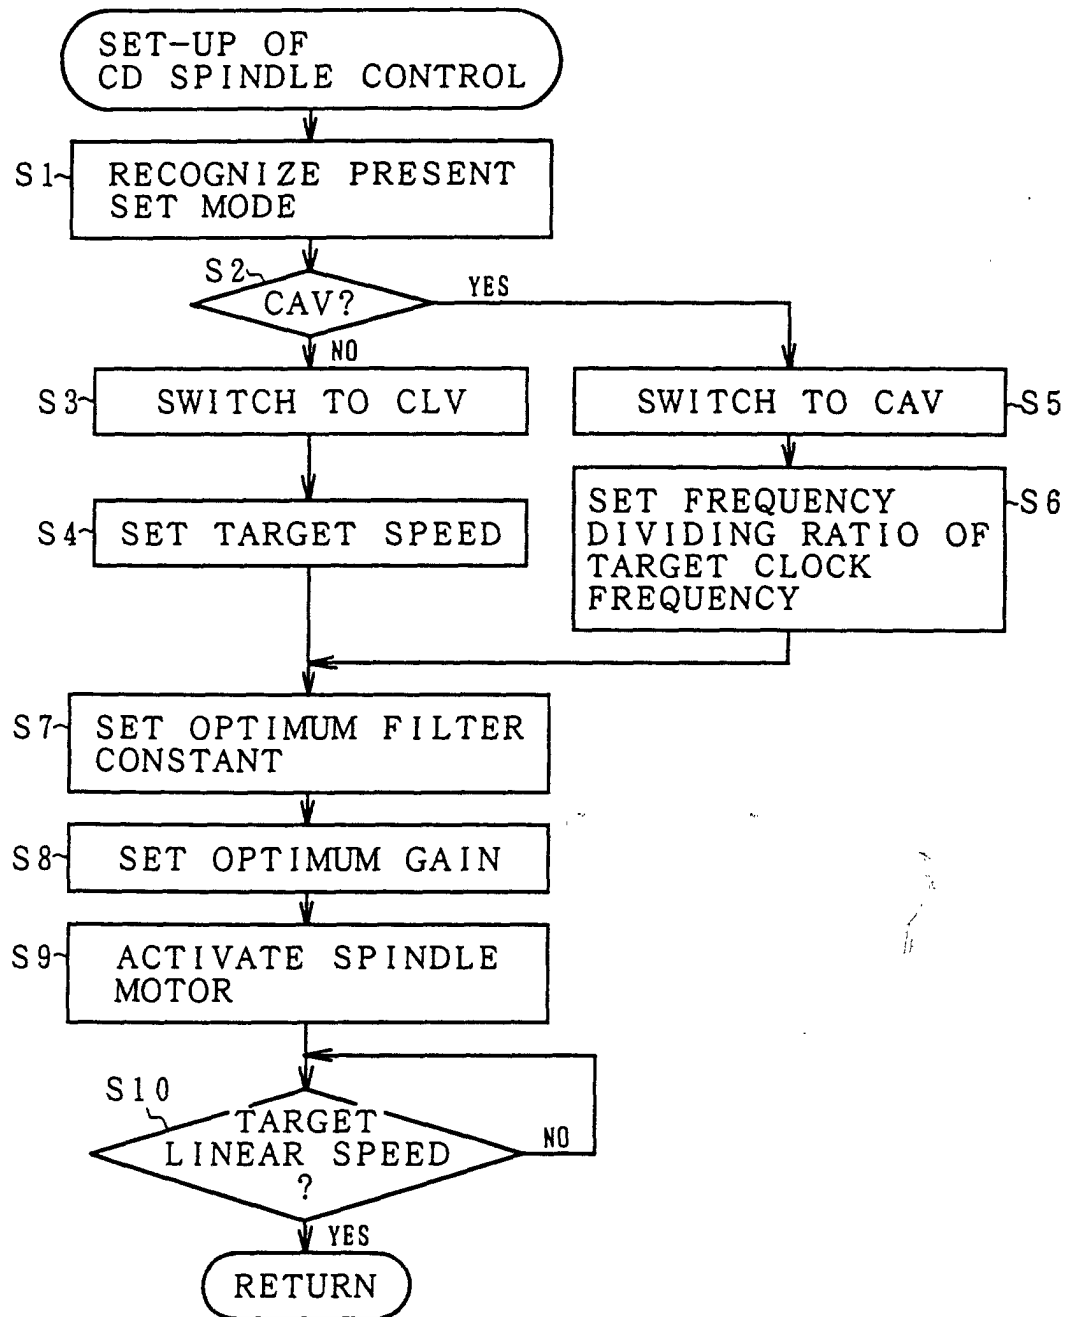 SET-UP OF
CD SPINDLE CONTROL
S1
RECOGNIZE PRESENT
SET MODE
S2
CAV?
YES
NO
S3
SWITCH TO CLV
SWITCH TO CAV
S5
S4
SET TARGET SPEED
SET FREQUENCY
DIVIDING RATIO OF
TARGET CLOCK
FREQUENCY
S6
S7
SET OPTIMUM FILTER
CONSTANT
S8
SET OPTIMUM GAIN
S9
ACTIVATE SPINDLE
MOTOR
S10
TARGET
LINEAR SPEED
?
NO
YES
RETURN